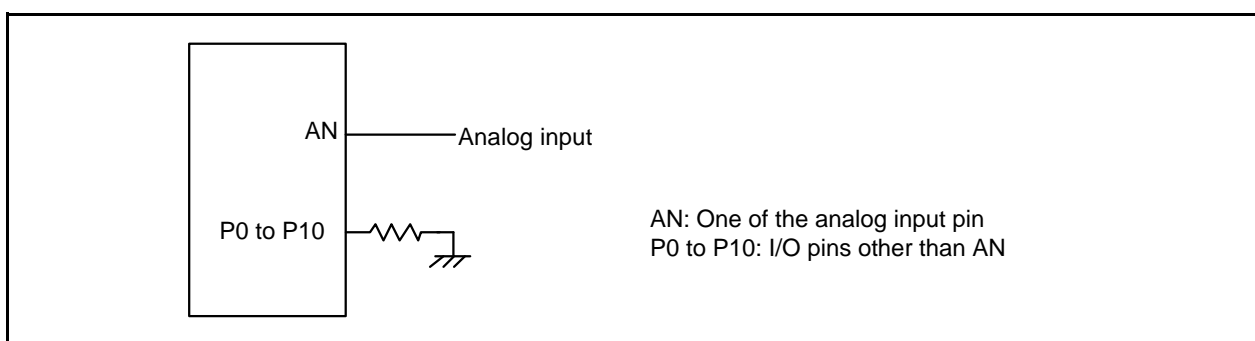 AN
Analog input
P0 to P10
AN: One of the analog input pin
P0 to P10: I/O pins other than AN